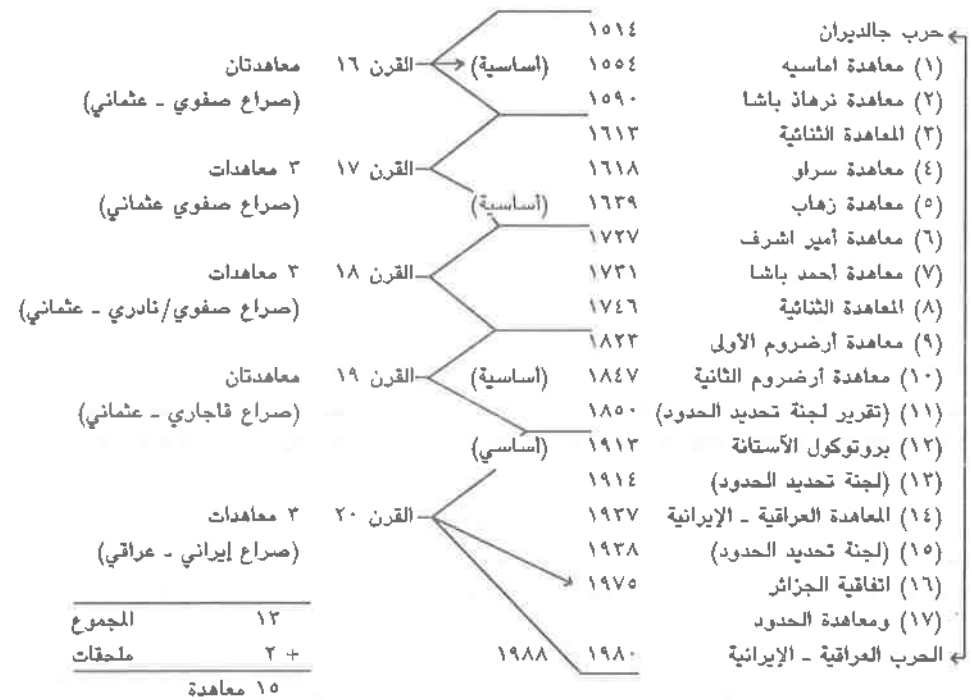 حرب جالديران ١٥١٤
(١) معاهدة اماسيه ١٥٥٤ (أساسية) القرن ١٦ معاهدتان
(٢) معاهدة نرهاذ باشا ١٥٩٠ (صراع صفوي ـ عثماني)
(٣) المعاهدة الثنائية ١٦١٣
(٤) معاهدة سراو ١٦١٨ القرن ١٧ ٣ معاهدات
(٥) معاهدة زهاب ١٦٣٩ (أساسية) (صراع صفوي عثماني)
(٦) معاهدة أمير اشرف ١٧٢٧
(٧) معاهدة أحمد باشا ١٧٣١ القرن ١٨ ٣ معاهدات
(٨) المعاهدة الثنائية ١٧٤٦ (صراع صفوي/نادري ـ عثماني)
(٩) معاهدة أرضروم الأولى ١٨٢٣
(١٠) معاهدة أرضروم الثانية ١٨٤٧ (أساسية) القرن ١٩ معاهدتان
(١١) (تقرير لجنة تحديد الحدود) ١٨٥٠ (صراع قاجاري ـ عثماني)
(١٢) بروتوكول الآستانة ١٩١٣ (أساسي)
(١٣) (لجنة تحديد الحدود) ١٩١٤
(١٤) المعاهدة العراقية ـ الإيرانية ١٩٣٧ القرن ٢٠ ٣ معاهدات
(١٥) (لجنة تحديد الحدود) ١٩٣٨ (صراع إيراني ـ عراقي)
(١٦) اتفاقية الجزائر ١٩٧٥
(١٧) ومعاهدة الحدود
الحرب العراقية ـ الإيرانية ١٩٨٠ ١٩٨٨
١٣ المجموع
+ ٢ ملحقات
١٥ معاهدة